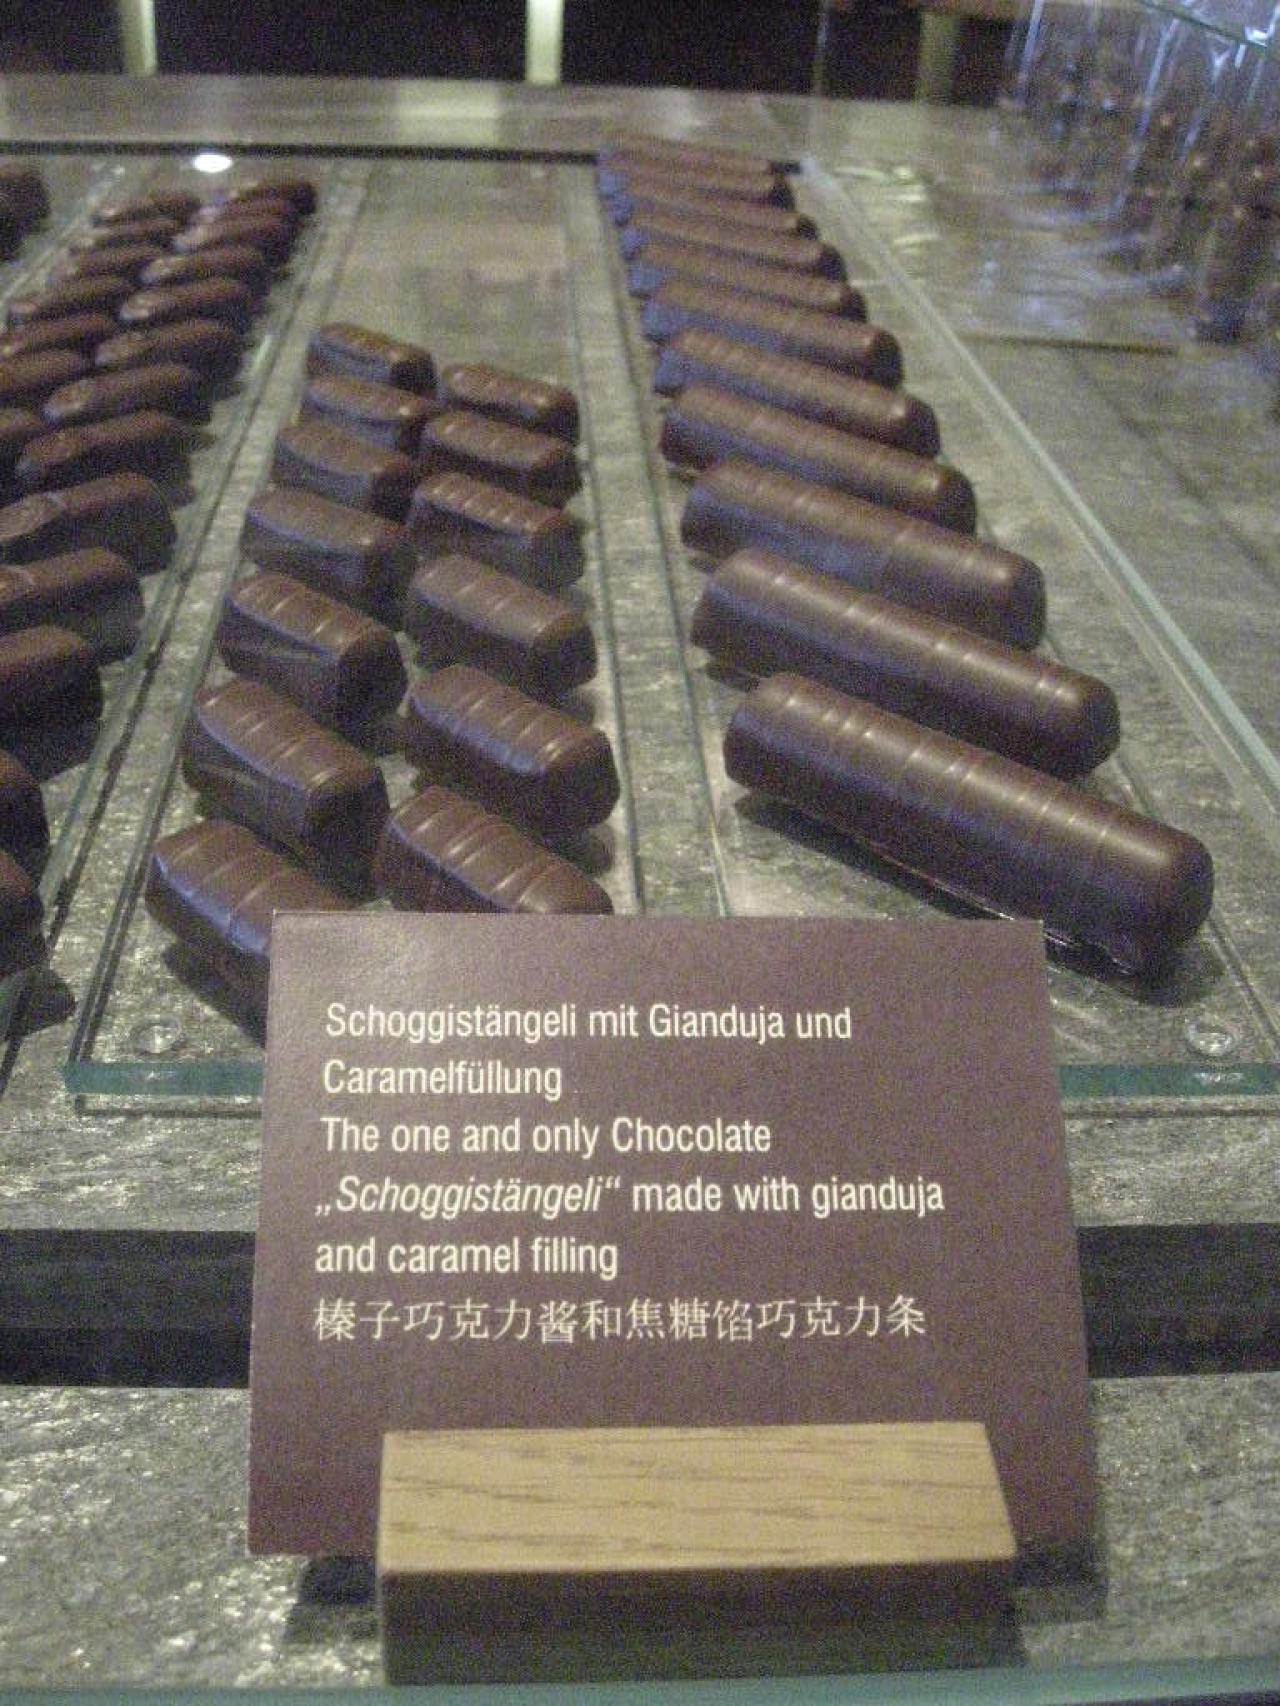 Schoggistängeli mit Gianduja und
Caramelfüllung
The one and only Chocolate
„Schoggistängeli“ made with gianduja
and caramel filling
榛子巧克力酱和焦糖馅巧克力条